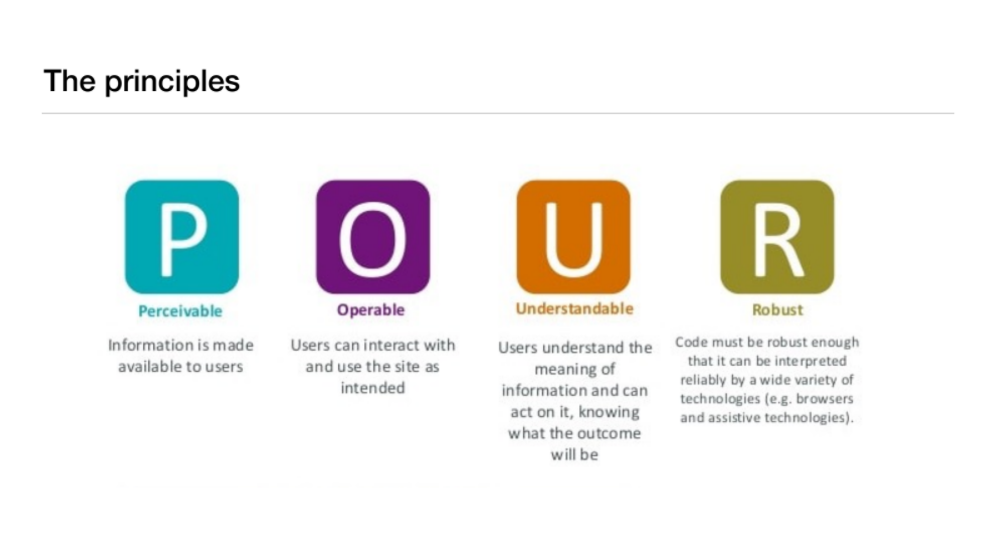 The principles
P
Perceivable
Information is made
available to users
O
Operable
Users can interact with
and use the site as
intended
U
Understandable
Users understand the
meaning of
information and can
act on it, knowing
what the outcome
will be
R
Robust
Code must be robust enough
that it can be interpreted
reliably by a wide variety of
technologies (e.g. browsers
and assistive technologies).